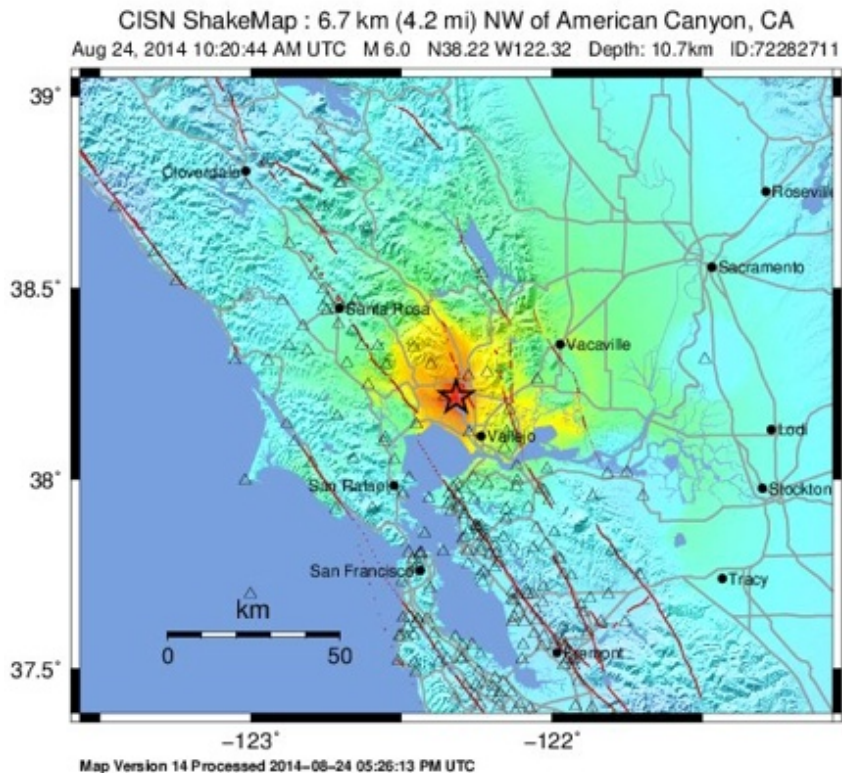 CISN ShakeMap : 6.7 km (4.2 mi) NW of American Canyon, CA
Aug 24, 2014 10:20:44 AM UTC M 6.0 N38.22 W122.32 Depth: 10.7km ID:72282711
39°
Cloverdale
Roseville
Sacramento
38.5°
Santa Rosa
Vacaville
Vallejo
Lodi
38°
San Rafael
Stockton
San Francisco
Tracy
km
0 50
Fremont
37.5°
−123° −122°
Map Version 14 Processed 2014−08−24 05:26:13 PM UTC